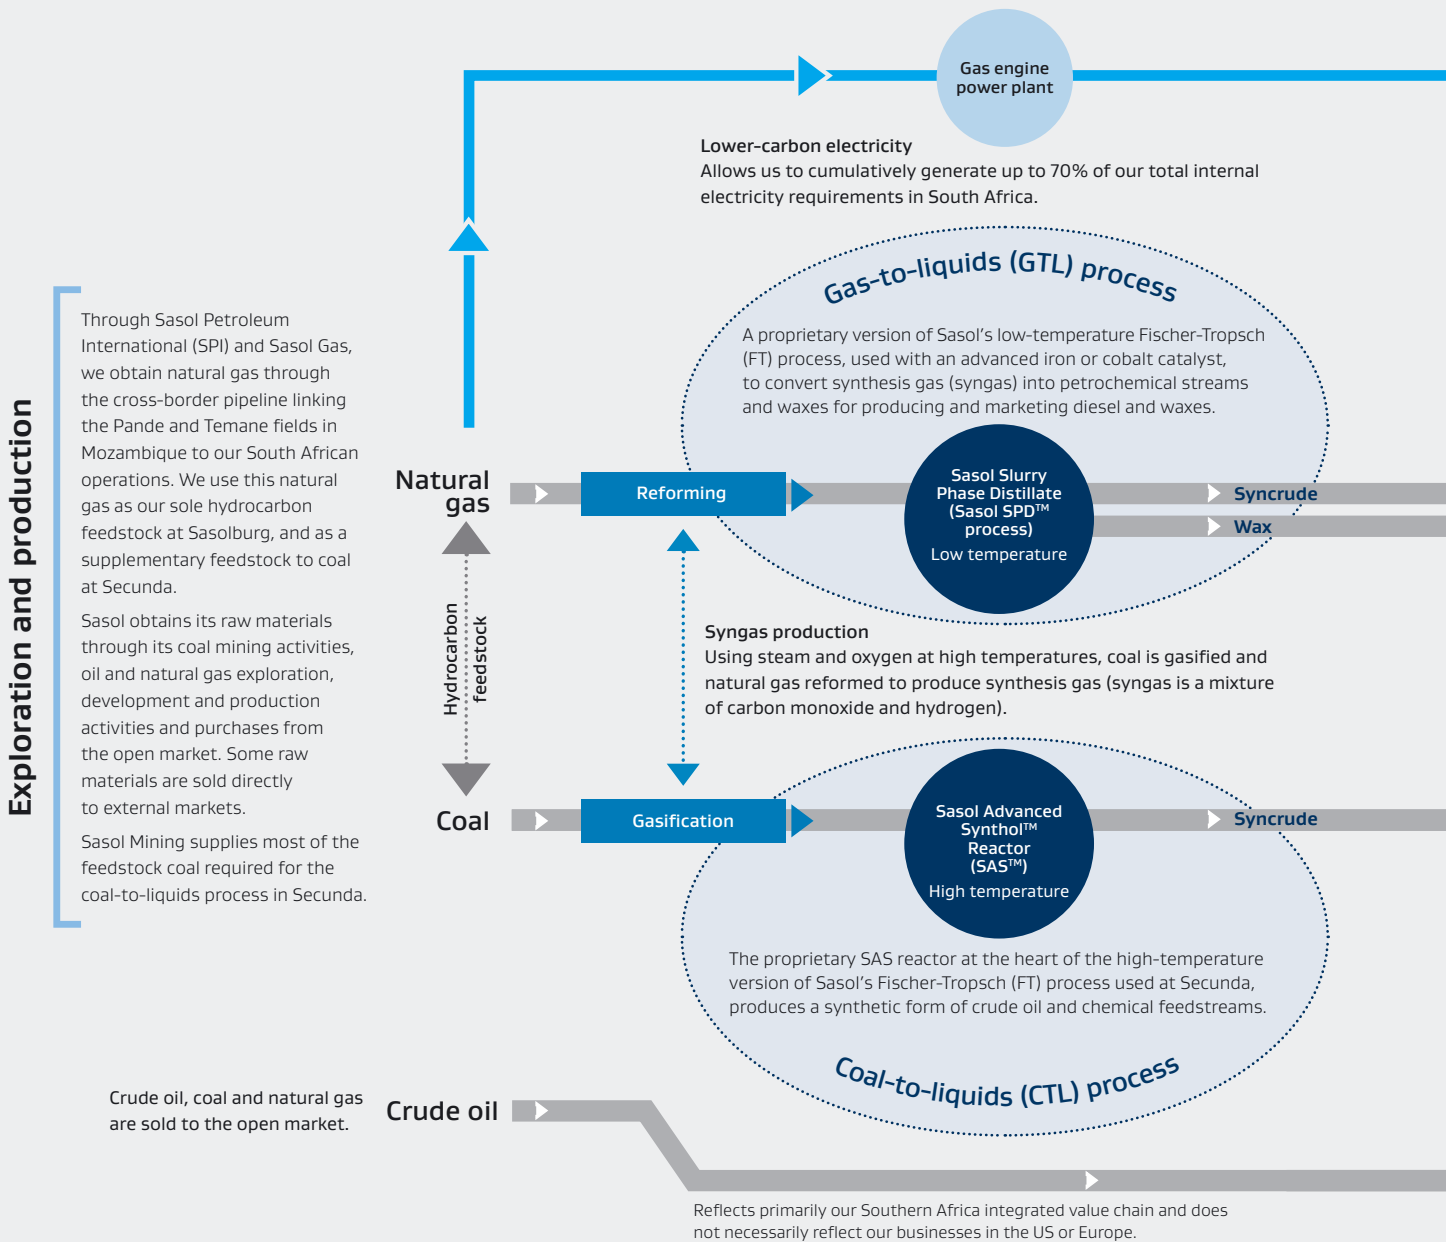 Gas engine
power plant
Lower-carbon electricity
Allows us to cumulatively generate up to 70% of our total internal
electricity requirements in South Africa.
Exploration and production
Through Sasol Petroleum
International (SPI) and Sasol Gas,
we obtain natural gas through
the cross-border pipeline linking
the Pande and Temane fields in
Mozambique to our South African
operations. We use this natural
gas as our sole hydrocarbon
feedstock at Sasolburg, and as a
supplementary feedstock to coal
at Secunda.
Sasol obtains its raw materials
through its coal mining activities,
oil and natural gas exploration,
development and production
activities and purchases from
the open market. Some raw
materials are sold directly
to external markets.
Sasol Mining supplies most of the
feedstock coal required for the
coal-to-liquids process in Secunda.
Gas-to-liquids (GTL) process
A proprietary version of Sasol's low-temperature Fischer-Tropsch
(FT) process, used with an advanced iron or cobalt catalyst,
to convert synthesis gas (syngas) into petrochemical streams
and waxes for producing and marketing diesel and waxes.
Natural
gas
Reforming
Sasol Slurry
Phase Distillate
(Sasol SPD™
process)
Low temperature
Syncrude
Wax
Hydrocarbon
feedstock
Syngas production
Using steam and oxygen at high temperatures, coal is gasified and
natural gas reformed to produce synthesis gas (syngas is a mixture
of carbon monoxide and hydrogen).
Coal
Gasification
Sasol Advanced
Synthol™
Reactor
(SAS™)
High temperature
Syncrude
The proprietary SAS reactor at the heart of the high-temperature
version of Sasol's Fischer-Tropsch (FT) process used at Secunda,
produces a synthetic form of crude oil and chemical feedstreams.
Coal-to-liquids (CTL) process
Crude oil, coal and natural gas
are sold to the open market.
Crude oil
Reflects primarily our Southern Africa integrated value chain and does
not necessarily reflect our businesses in the US or Europe.